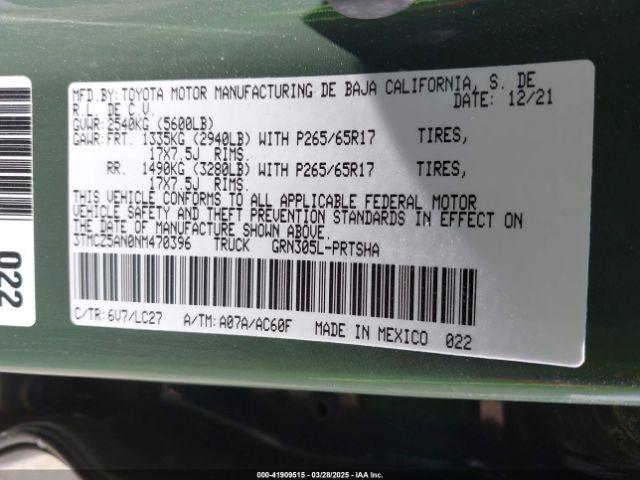 MFD.BY:TOYOTA MOTOR MANUFACTURING DE BAJA CALIFORNIA, S. DE
R.L. DE C.V. DATE: 12/21
GVWR 2540KG (5600LB)
GAWR:FRT. 1335KG (2940LB) WITH P265/65R17 TIRES,
17X7.5J RIMS.
RR. 1490KG (3280LB) WITH P265/65R17 TIRES,
17X7.5J RIMS.
THIS VEHICLE CONFORMS TO ALL APPLICABLE FEDERAL MOTOR
VEHICLE SAFETY AND THEFT PREVENTION STANDARDS IN EFFECT ON
THE DATE OF MANUFACTURE SHOWN ABOVE.
3TMCZ5AN0NM470396 TRUCK GRN305L-PRTSHA
C/TR: 6V7/LC27 A/TM: A07A/AC60F MADE IN MEXICO 022
022
000-41909515 | 03/28/2025 | IAAI.COM